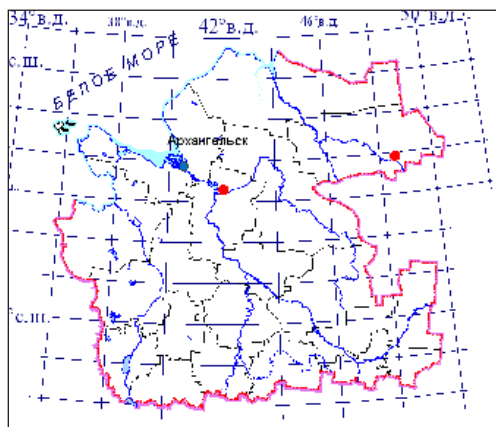 34°в.д.
38°в.д.
42°в.д.
46°в.д.
50°в.д.
с.ш.
БЕЛОЕ МОРЕ
Архангельск
°с.ш.